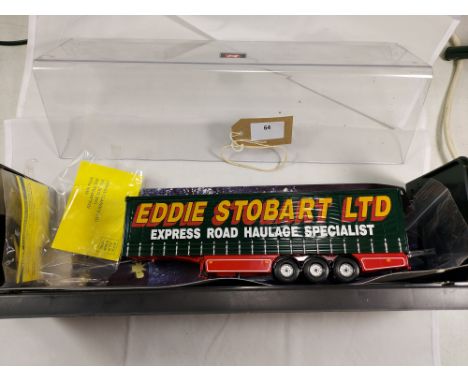 64
EDDIE STOBART LTD
EXPRESS ROAD HAULAGE SPECIALIST